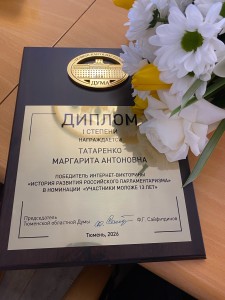 ДУМА
ДИПЛОМ
I СТЕПЕНИ
НАГРАЖДАЕТСЯ
ТАТАРЕНКО
МАРГАРИТА АНТОНОВНА
ПОБЕДИТЕЛЬ ИНТЕРНЕТ-ВИКТОРИНЫ
«ИСТОРИЯ РАЗВИТИЯ РОССИЙСКОГО ПАРЛАМЕНТАРИЗМА»
В НОМИНАЦИИ «УЧАСТНИКИ МОЛОЖЕ 13 ЛЕТ»
Председатель
Тюменской областной Думы
Ф.Г. Сайфитдинов
Тюмень, 2026